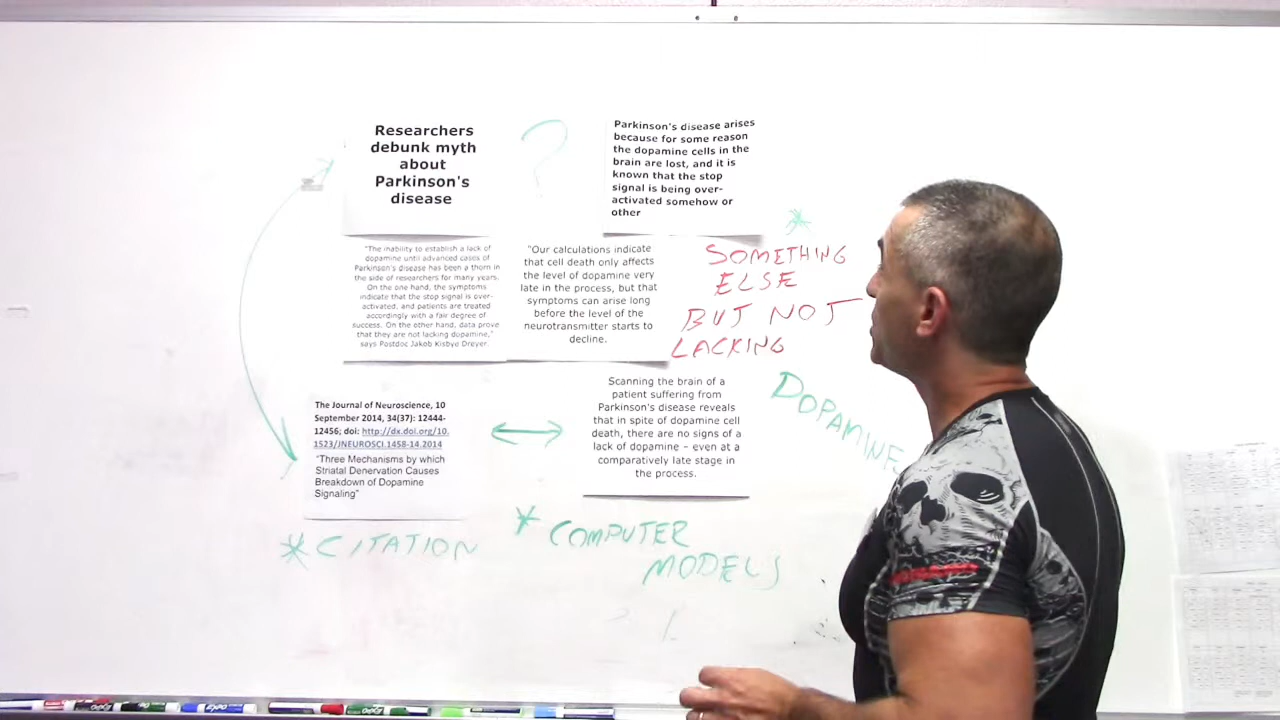 Researchers
debunk myth
about
Parkinson's
disease
?
Parkinson's disease arises
because for some reason
the dopamine cells in the
brain are lost, and it is
known that the stop
signal is being over-
activated somehow or
other
"The inability to establish a lack of
dopamine until advanced cases of
Parkinson's disease has been a thorn in
the side of researchers for many years.
On the one hand, the symptoms
indicate that the stop signal is over-
activated, and patients are treated
accordingly with a fair degree of
success. On the other hand, data prove
that they are not lacking dopamine,"
says Postdoc Jakob Kisbye Dreyer.
"Our calculations indicate
that cell death only affects
the level of dopamine very
late in the process, but that
symptoms can arise long
before the level of the
neurotransmitter starts to
decline.
*
SOMETHING
ELSE
BUT NOT
LACKING
DOPAMINE
The Journal of Neuroscience, 10
September 2014, 34(37): 12444-
12456; doi: http://dx.doi.org/10.
1523/JNEUROSCI.1458-14.2014
"Three Mechanisms by which
Striatal Denervation Causes
Breakdown of Dopamine
Signaling"
Scanning the brain of a
patient suffering from
Parkinson's disease reveals
that in spite of dopamine cell
death, there are no signs of a
lack of dopamine – even at a
comparatively late stage in
the process.
* CITATION
* COMPUTER
MODELS